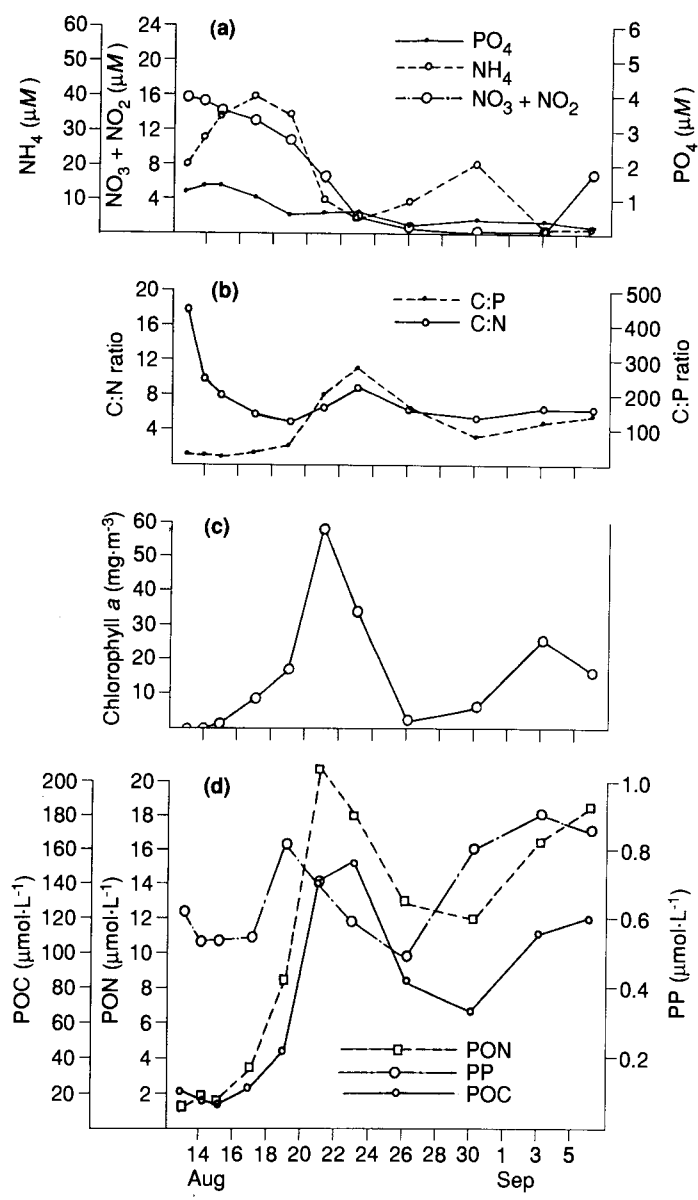 (a)
NH4 (µM)
60
50
40
30
20
10
NO3 + NO2 (µM)
24
20
16
12
8
4
PO4
NH4
NO3 + NO2
PO4 (µM)
6
5
4
3
2
1
(b)
C:N ratio
20
16
12
8
4
C:P
C:N
C:P ratio
500
400
300
200
100
(c)
Chlorophyll a (mg·m-3)
60
50
40
30
20
10
(d)
POC (µmol·L-1)
200
180
160
140
120
100
80
60
40
20
PON (µmol·L-1)
20
18
16
14
12
10
8
6
4
2
PON
PP
POC
PP (µmol·L-1)
1.0
0.8
0.6
0.4
0.2
14 16 18 20 22 24 26 28 30 1 3 5
Aug Sep